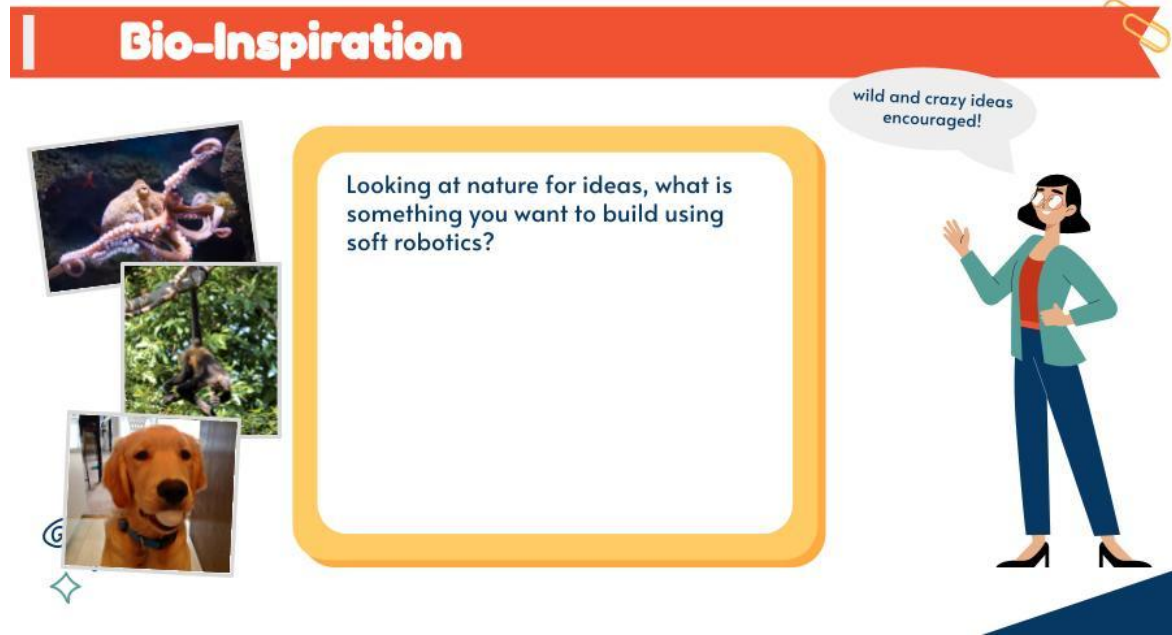 Bio-Inspiration
wild and crazy ideas
encouraged!
Looking at nature for ideas, what is
something you want to build using
soft robotics?